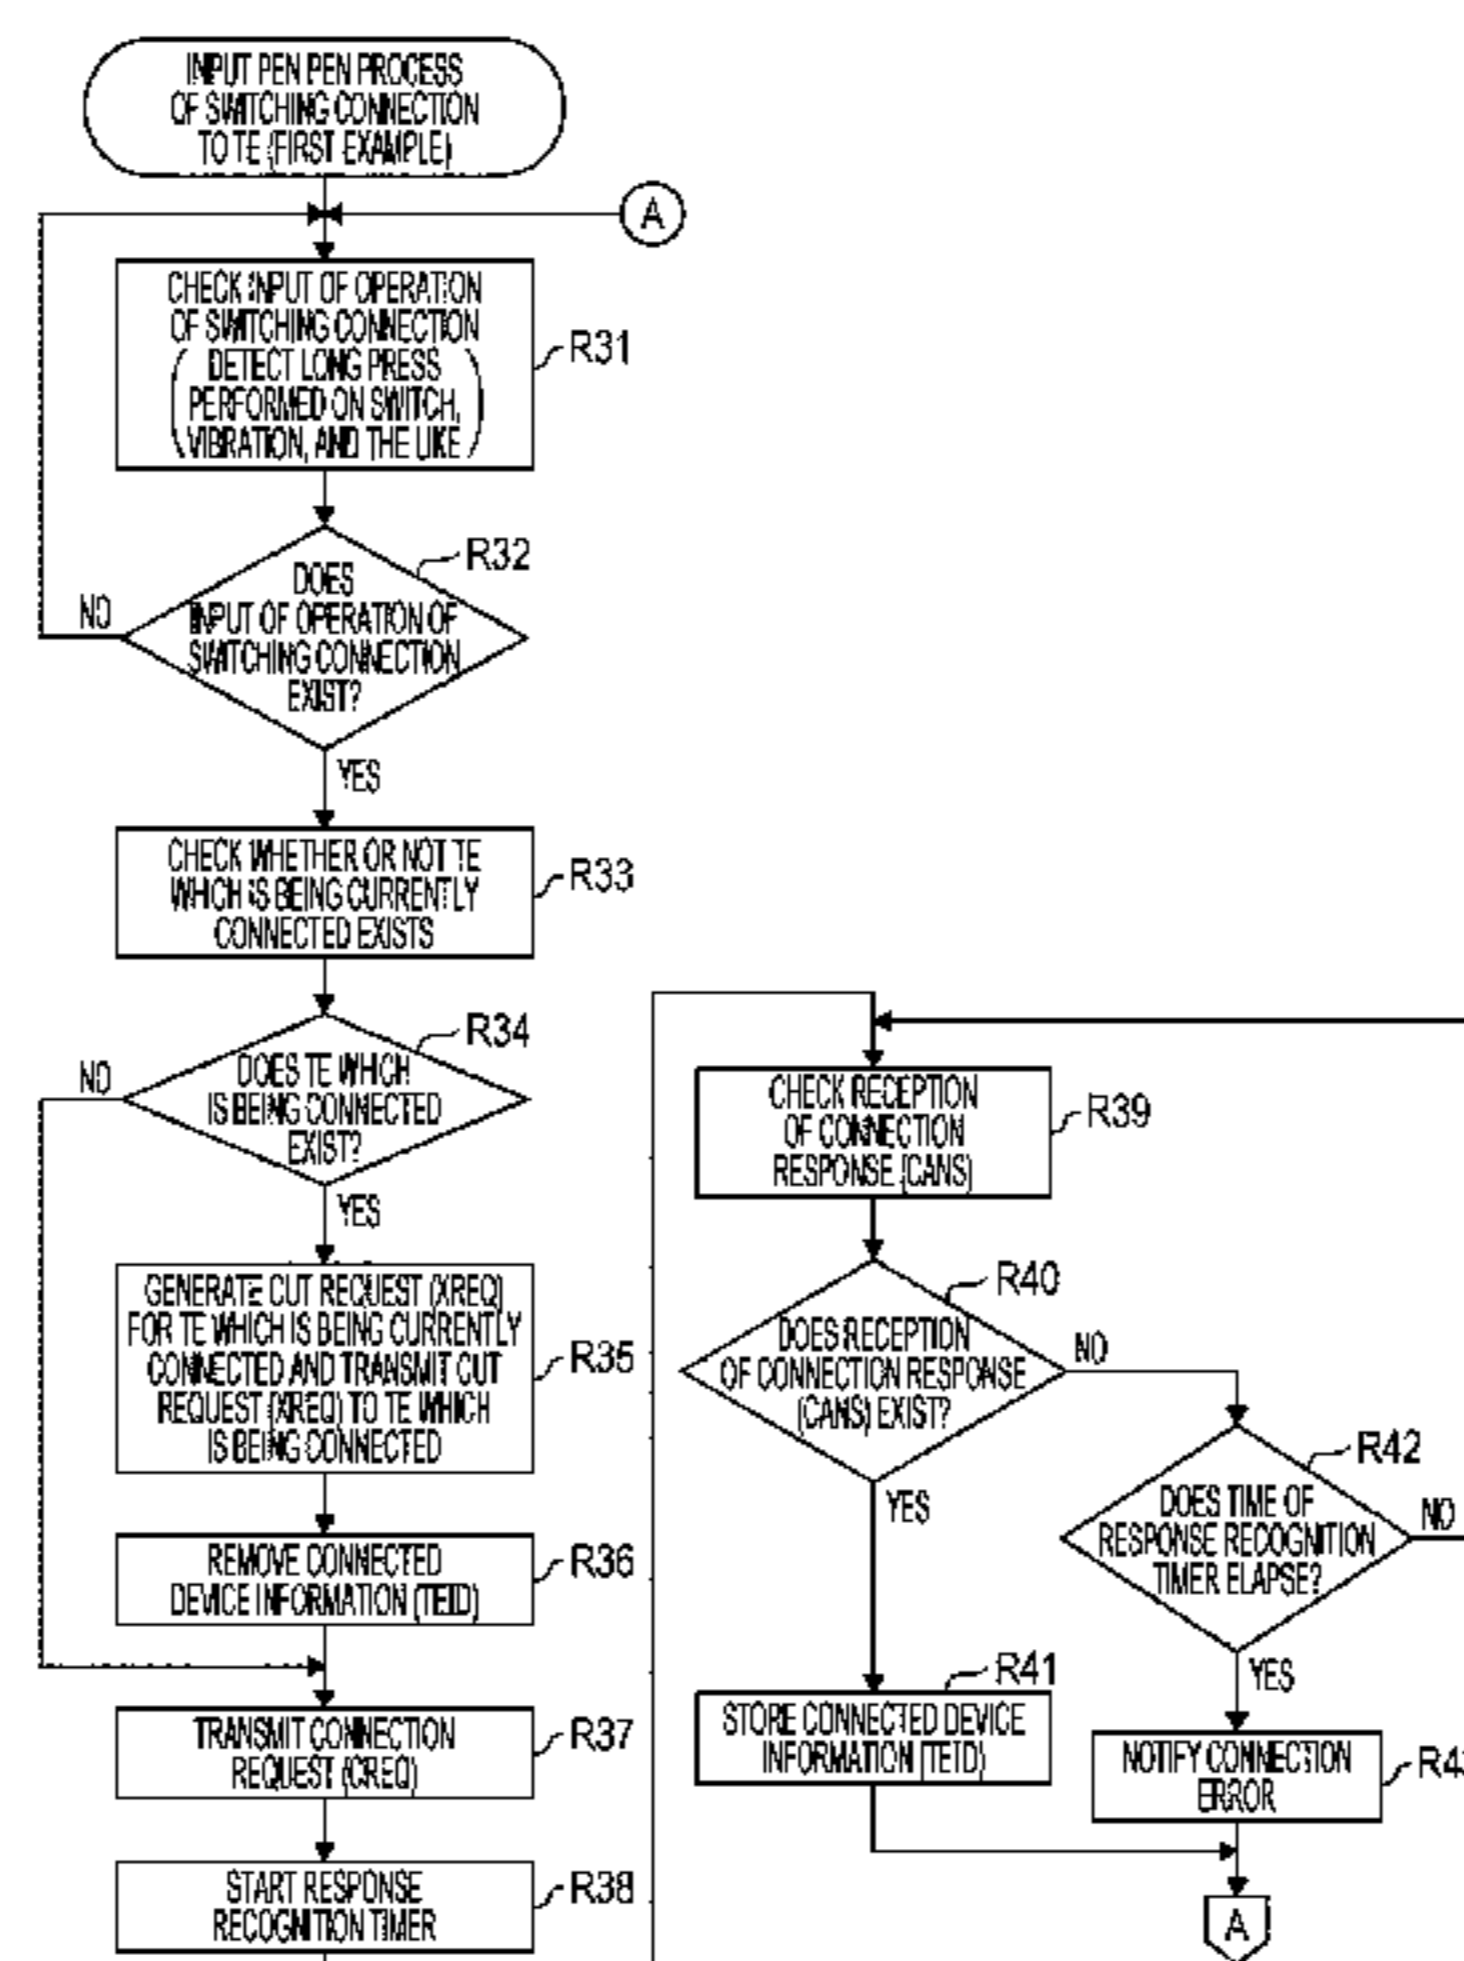 INPUT PEN PEN PROCESS
OF SWITCHING CONNECTION
TO TE (FIRST EXAMPLE)
A
CHECK INPUT OF OPERATION
OF SWITCHING CONNECTION
(DETECT LONG PRESS
PERFORMED ON SWITCH,
VIBRATION, AND THE LIKE)
R31
R32
DOES
INPUT OF OPERATION OF
SWITCHING CONNECTION
EXIST?
NO
YES
CHECK WHETHER OR NOT TE
WHICH IS BEING CURRENTLY
CONNECTED EXISTS
R33
R34
DOES TE WHICH
IS BEING CONNECTED
EXIST?
NO
YES
GENERATE CUT REQUEST (XREQ)
FOR TE WHICH IS BEING CURRENTLY
CONNECTED AND TRANSMIT CUT
REQUEST (XREQ) TO TE WHICH
IS BEING CONNECTED
R35
REMOVE CONNECTED
DEVICE INFORMATION (TEID)
R36
TRANSMIT CONNECTION
REQUEST (CREQ)
R37
START RESPONSE
RECOGNITION TIMER
R38
CHECK RECEPTION
OF CONNECTION
RESPONSE (CANS)
R39
R40
DOES RECEPTION
OF CONNECTION RESPONSE
(CANS) EXIST?
NO
YES
R42
DOES TIME OF
RESPONSE RECOGNITION
TIMER ELAPSE?
NO
YES
R41
STORE CONNECTED DEVICE
INFORMATION (TEID)
NOTIFY CONNECTION
ERROR
A